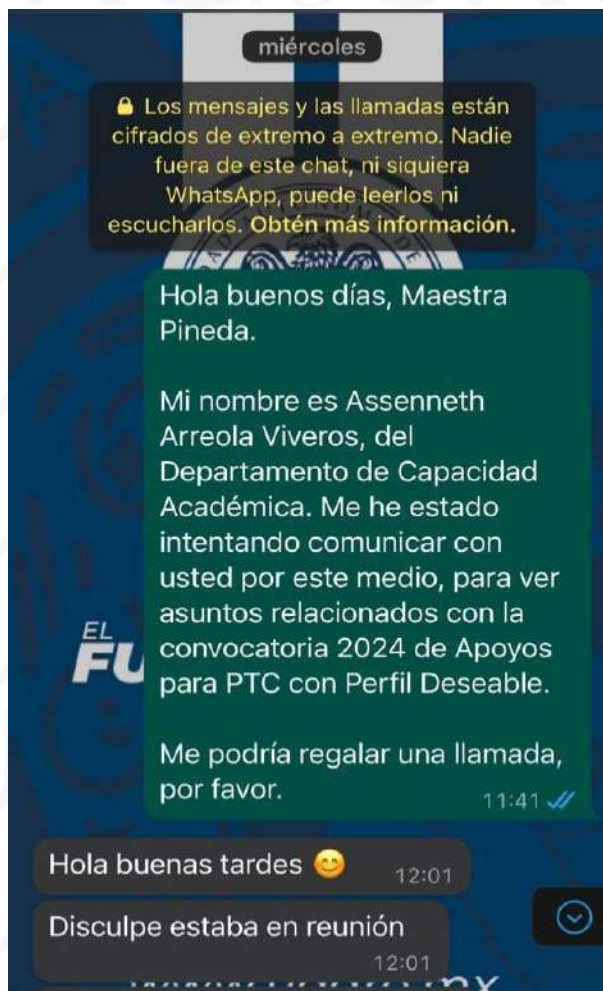 miércoles
Los mensajes y las llamadas están
cifrados de extremo a extremo. Nadie
fuera de este chat, ni siquiera
WhatsApp, puede leerlos ni
escucharlos. Obtén más información.
Hola buenos días, Maestra
Pineda.
Mi nombre es Assenneth
Arreola Viveros, del
Departamento de Capacidad
Académica. Me he estado
intentando comunicar con
usted por este medio, para ver
asuntos relacionados con la
convocatoria 2024 de Apoyos
para PTC con Perfil Deseable.
EL
FU
Me podría regalar una llamada,
por favor.
11:41
Hola buenas tardes 😊
12:01
Disculpe estaba en reunión
12:01